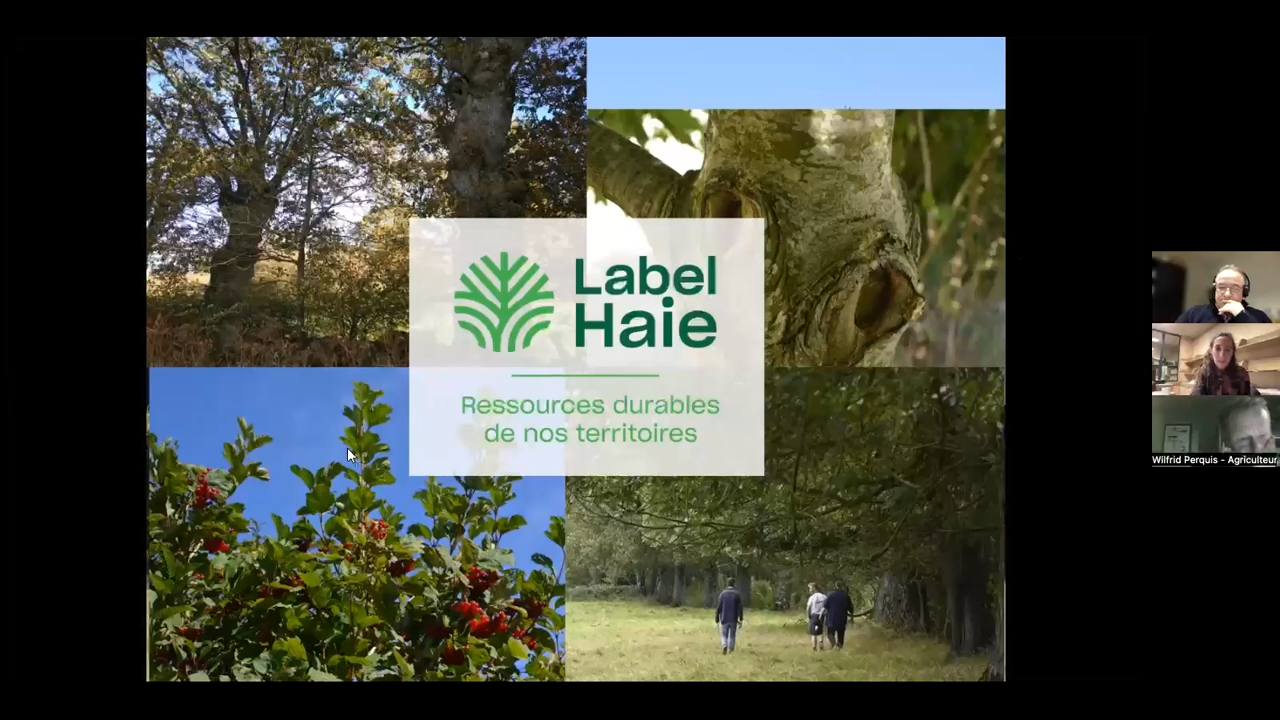 Label
Haie
Ressources durables
de nos territoires
Wilfrid Perquis - Agriculteur